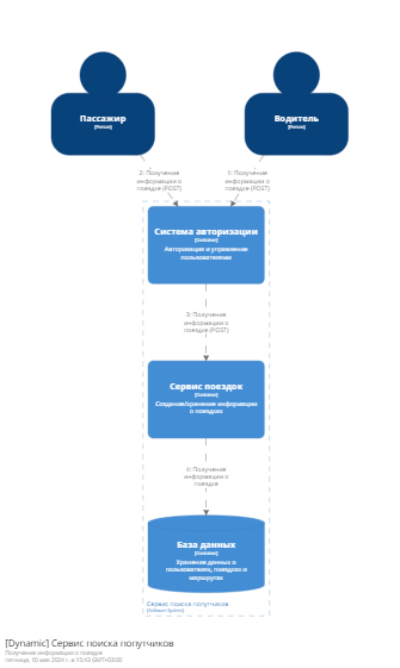 Пассажир
[Person]
Водитель
[Person]
2: Получение
информации о
поездке (POST)
1: Получение
информации о
поездке (POST)
Система авторизации
[Container]
Авторизация и управление
пользователями
3: Получение
информации о
поездке (POST)
Сервис поездок
[Container]
Создание/хранение информации
о поездках
4: Получение
информации о
поездке
База данных
[Container]
Хранение данных о
пользователях, поездках и
маршрутах
Сервис поиска попутчиков
[Software System]
[Dynamic] Сервис поиска попутчиков
Получение информации о поездке
пятница, 10 мая 2024 г. в 15:43 GMT+03:00